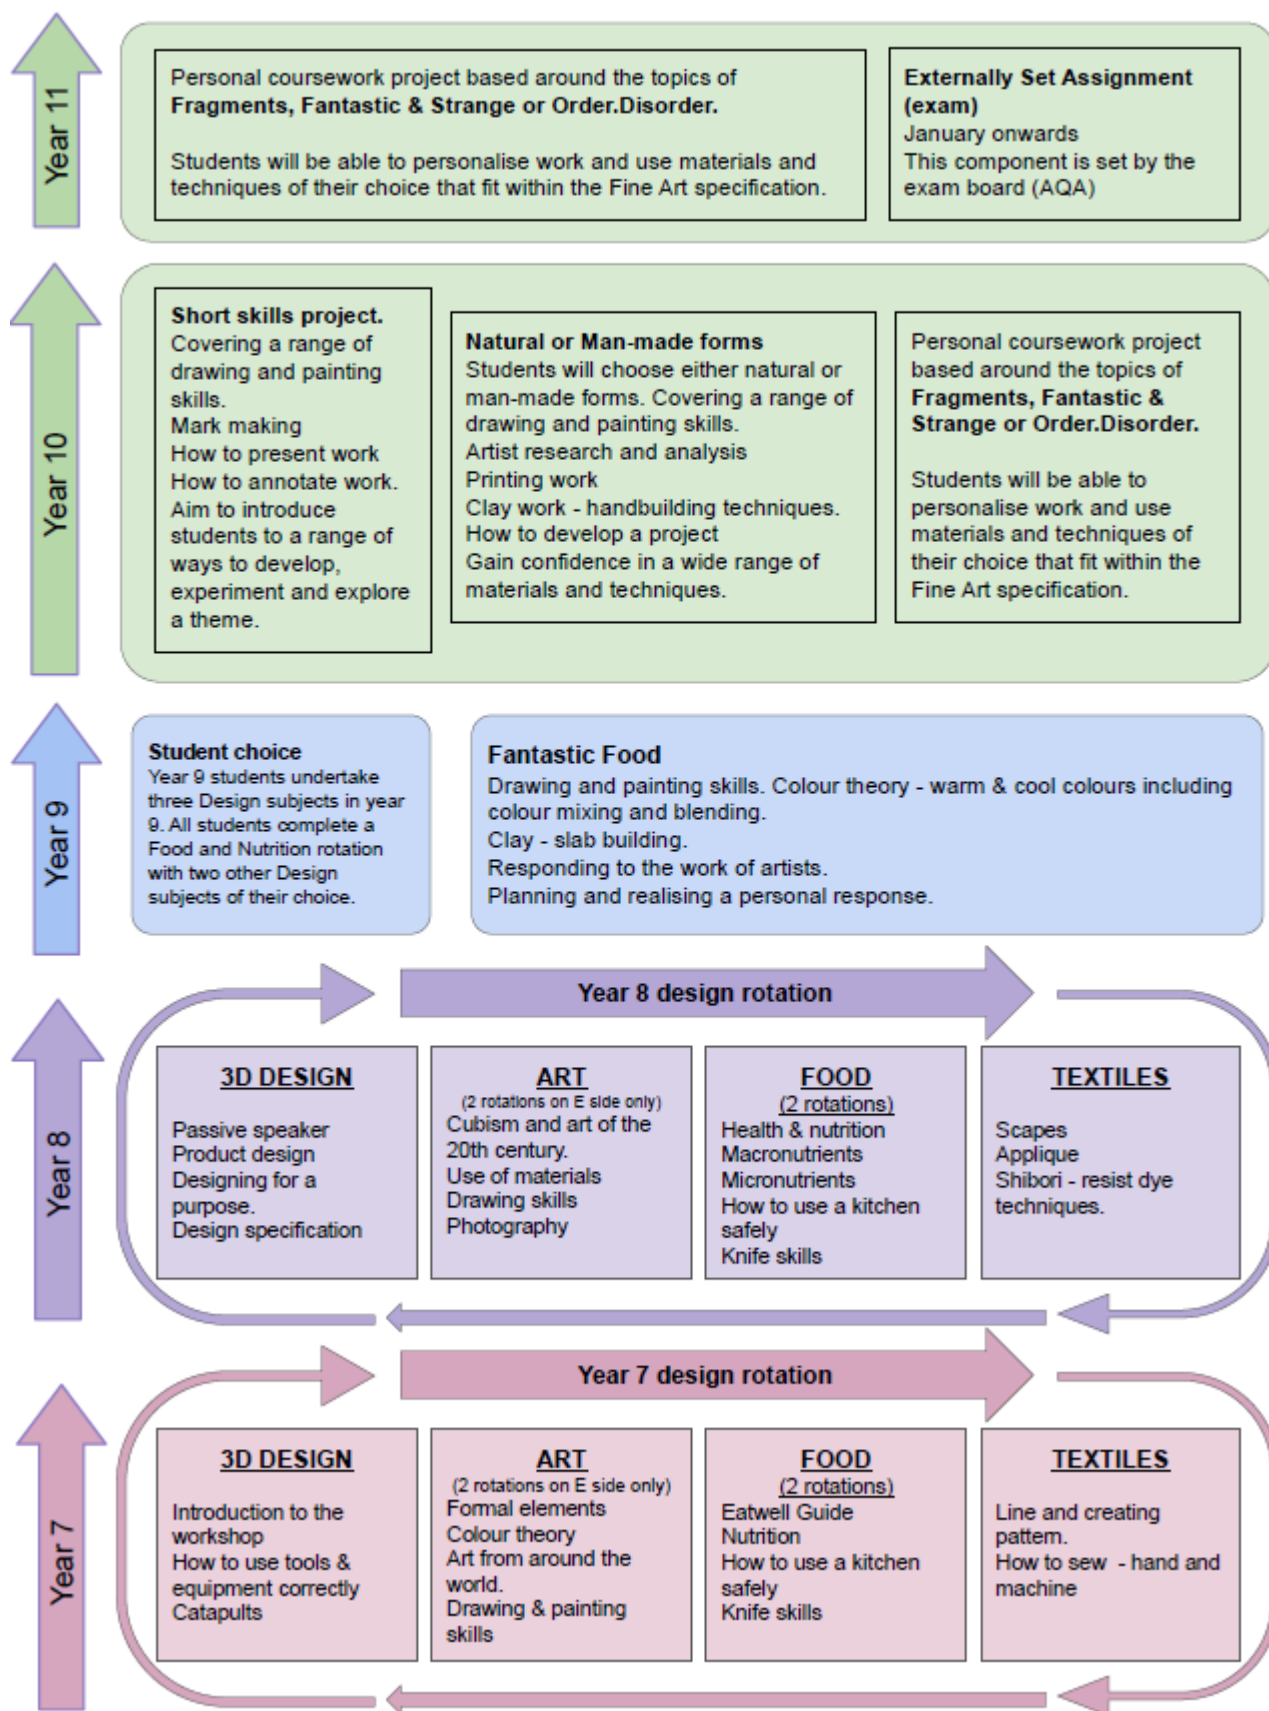 Year 11
Personal coursework project based around the topics of
Fragments, Fantastic & Strange or Order.Disorder.
Students will be able to personalise work and use materials and
techniques of their choice that fit within the Fine Art specification.
Externally Set Assignment
(exam)
January onwards
This component is set by the
exam board (AQA)
Year 10
Short skills project.
Covering a range of
drawing and painting
skills.
Mark making
How to present work
How to annotate work.
Aim to introduce
students to a range of
ways to develop,
experiment and explore
a theme.
Natural or Man-made forms
Students will choose either natural or
man-made forms. Covering a range of
drawing and painting skills.
Artist research and analysis
Printing work
Clay work - handbuilding techniques.
How to develop a project
Gain confidence in a wide range of
materials and techniques.
Personal coursework project
based around the topics of
Fragments, Fantastic &
Strange or Order.Disorder.
Students will be able to
personalise work and use
materials and techniques of
their choice that fit within the
Fine Art specification.
Year 9
Student choice
Year 9 students undertake
three Design subjects in year
9. All students complete a
Food and Nutrition rotation
with two other Design
subjects of their choice.
Fantastic Food
Drawing and painting skills. Colour theory - warm & cool colours including
colour mixing and blending.
Clay - slab building.
Responding to the work of artists.
Planning and realising a personal response.
Year 8
Year 8 design rotation
3D DESIGN
Passive speaker
Product design
Designing for a
purpose.
Design specification
ART
(2 rotations on E side only)
Cubism and art of the
20th century.
Use of materials
Drawing skills
Photography
FOOD
(2 rotations)
Health & nutrition
Macronutrients
Micronutrients
How to use a kitchen
safely
Knife skills
TEXTILES
Scapes
Applique
Shibori - resist dye
techniques.
Year 7
Year 7 design rotation
3D DESIGN
Introduction to the
workshop
How to use tools &
equipment correctly
Catapults
ART
(2 rotations on E side only)
Formal elements
Colour theory
Art from around the
world.
Drawing & painting
skills
FOOD
(2 rotations)
Eatwell Guide
Nutrition
How to use a kitchen
safely
Knife skills
TEXTILES
Line and creating
pattern.
How to sew - hand and
machine